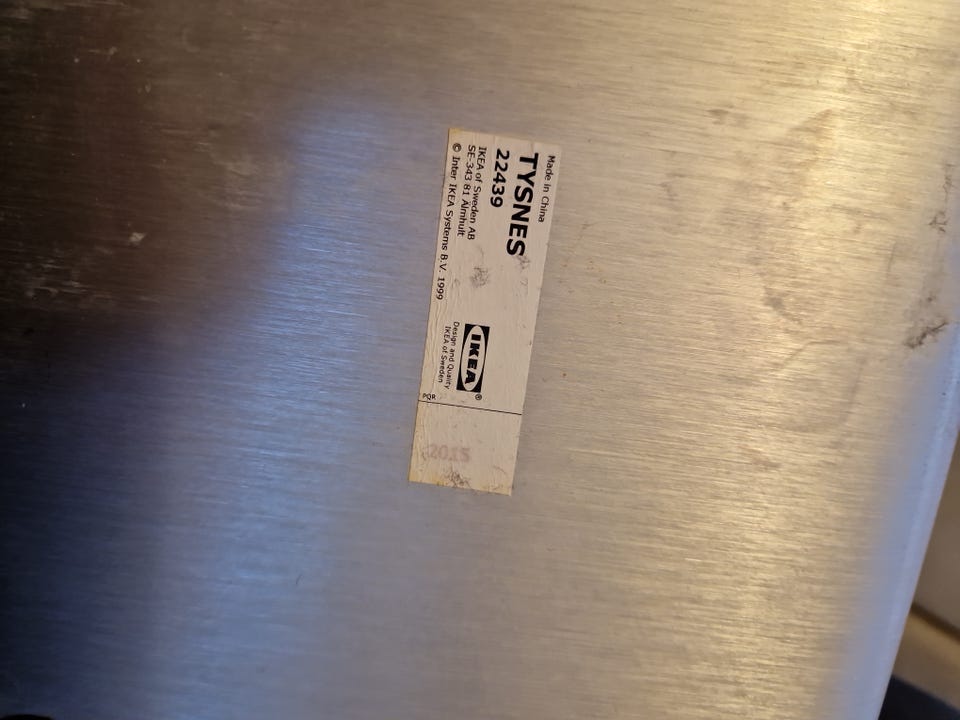 Made in China
TYSNES
22439
IKEA of Sweden AB
SE-343 81 Älmhult
© Inter IKEA Systems B.V. 1999
IKEA®
Design and Quality
IKEA of Sweden
PQR